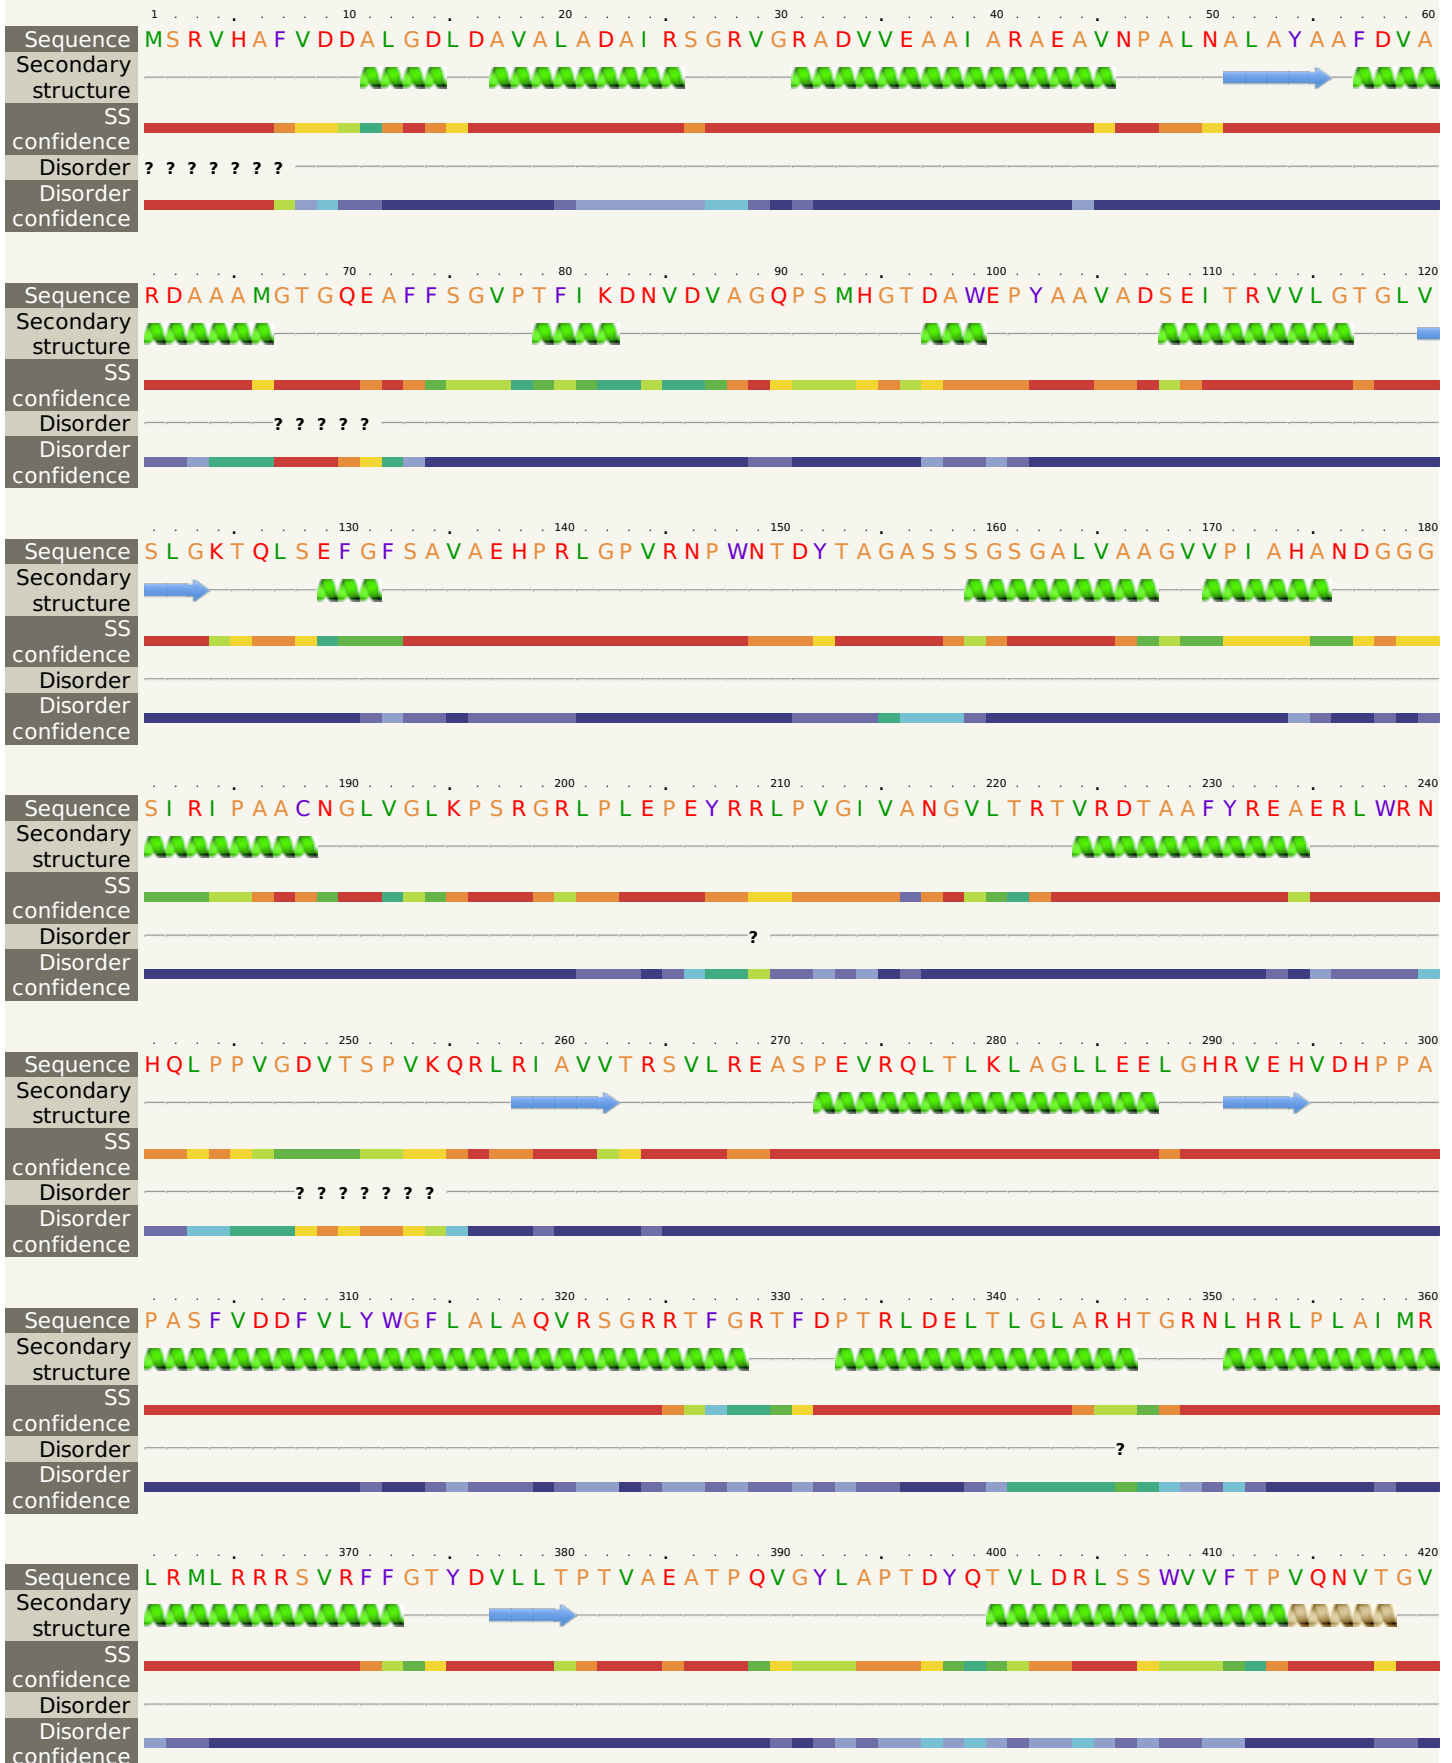 1 10 20 30 40 50 60
Sequence MSRVHAFVDDALGDLDAVALADAIRSGRVGRADVVEAAIARAEAVNPALNALAYAAFDVA
Secondary
structure
SS
confidence
Disorder ? ? ? ? ? ? ?
Disorder
confidence
70 80 90 100 110 120
Sequence RDAAAMGTGQEAFFSGVPTFIKDNVDVAGQPSMHGTDAWEPYAAVADSEITRVVLGTGLV
Secondary
structure
SS
confidence
Disorder ? ? ? ? ?
Disorder
confidence
130 140 150 160 170 180
Sequence SLGKTQLSEFGFSAVAEHPRLGPVRNPWNTDYTAGASSSGSGALVAAGVVPIAHANDGGG
Secondary
structure
SS
confidence
Disorder
Disorder
confidence
190 200 210 220 230 240
Sequence SIRIPAACNGLVGLKPSRGRLPLEPEYRRLPVGIVANGVLTRTVRDTAAFYREAERLWRN
Secondary
structure
SS
confidence
Disorder ?
Disorder
confidence
250 260 270 280 290 300
Sequence HQLPPVGDVTSPVKQRLRIAVVTRSVLREASPEVRQLTLKLAGLLEELGHRVEHVDHPPA
Secondary
structure
SS
confidence
Disorder ? ? ? ? ? ? ?
Disorder
confidence
310 320 330 340 350 360
Sequence PASFVDDFVLYWGFLALAQVRSGRRTFGRTFDPTRLDELTLGLARHTGRNLHRLPLAIMR
Secondary
structure
SS
confidence
Disorder ?
Disorder
confidence
370 380 390 400 410 420
Sequence LRMLRRRSVRFFGTYDVLLTPTVAEATPQVGYLAPTDYQTVLDRLSSWVVFTPVQNVTGV
Secondary
structure
SS
confidence
Disorder
Disorder
confidence